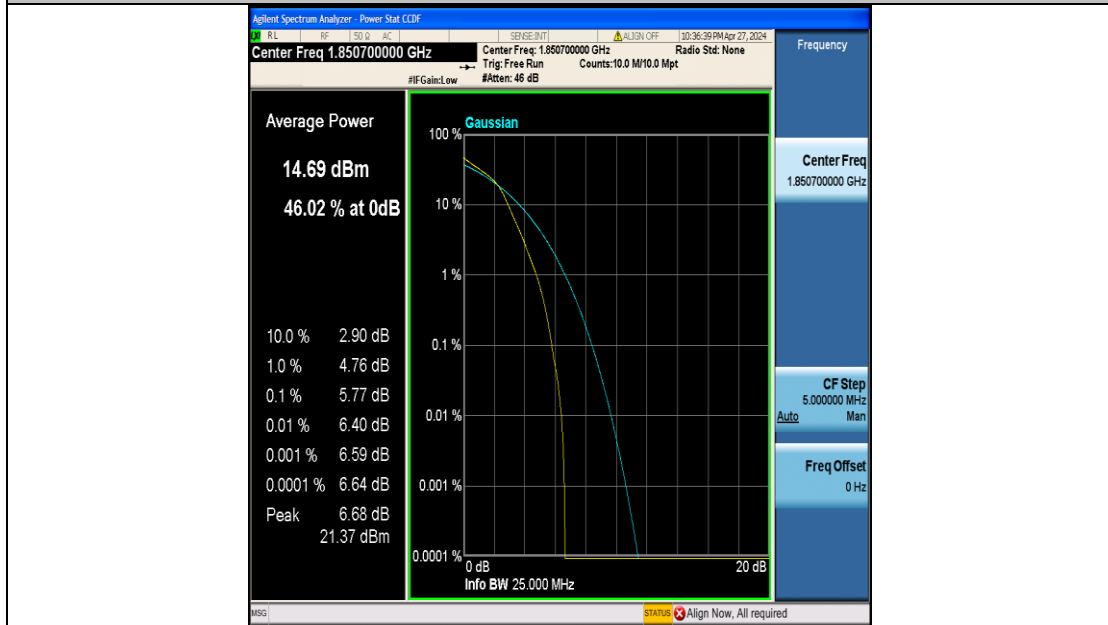 Agilent Spectrum Analyzer - Power Stat CCDF
RL RF 50 Ω AC SENSE:INT ALIGN OFF 10:36:39 PM Apr 27, 2024
Center Freq 1.850700000 GHz
Center Freq: 1.850700000 GHz Radio Std: None
Trig: Free Run Counts:10.0 M/10.0 Mpt
#IFGain:Low #Atten: 46 dB
Frequency
Average Power
14.69 dBm
46.02 % at 0dB
10.0 % 2.90 dB
1.0 % 4.76 dB
0.1 % 5.77 dB
0.01 % 6.40 dB
0.001 % 6.59 dB
0.0001 % 6.64 dB
Peak 6.68 dB
21.37 dBm
Gaussian
100 %
10 %
1 %
0.1 %
0.01 %
0.001 %
0.0001 %
0 dB 20 dB
Info BW 25.000 MHz
Center Freq
1.850700000 GHz
CF Step
5.000000 MHz
Auto Man
Freq Offset
0 Hz
MSG STATUS Align Now, All required